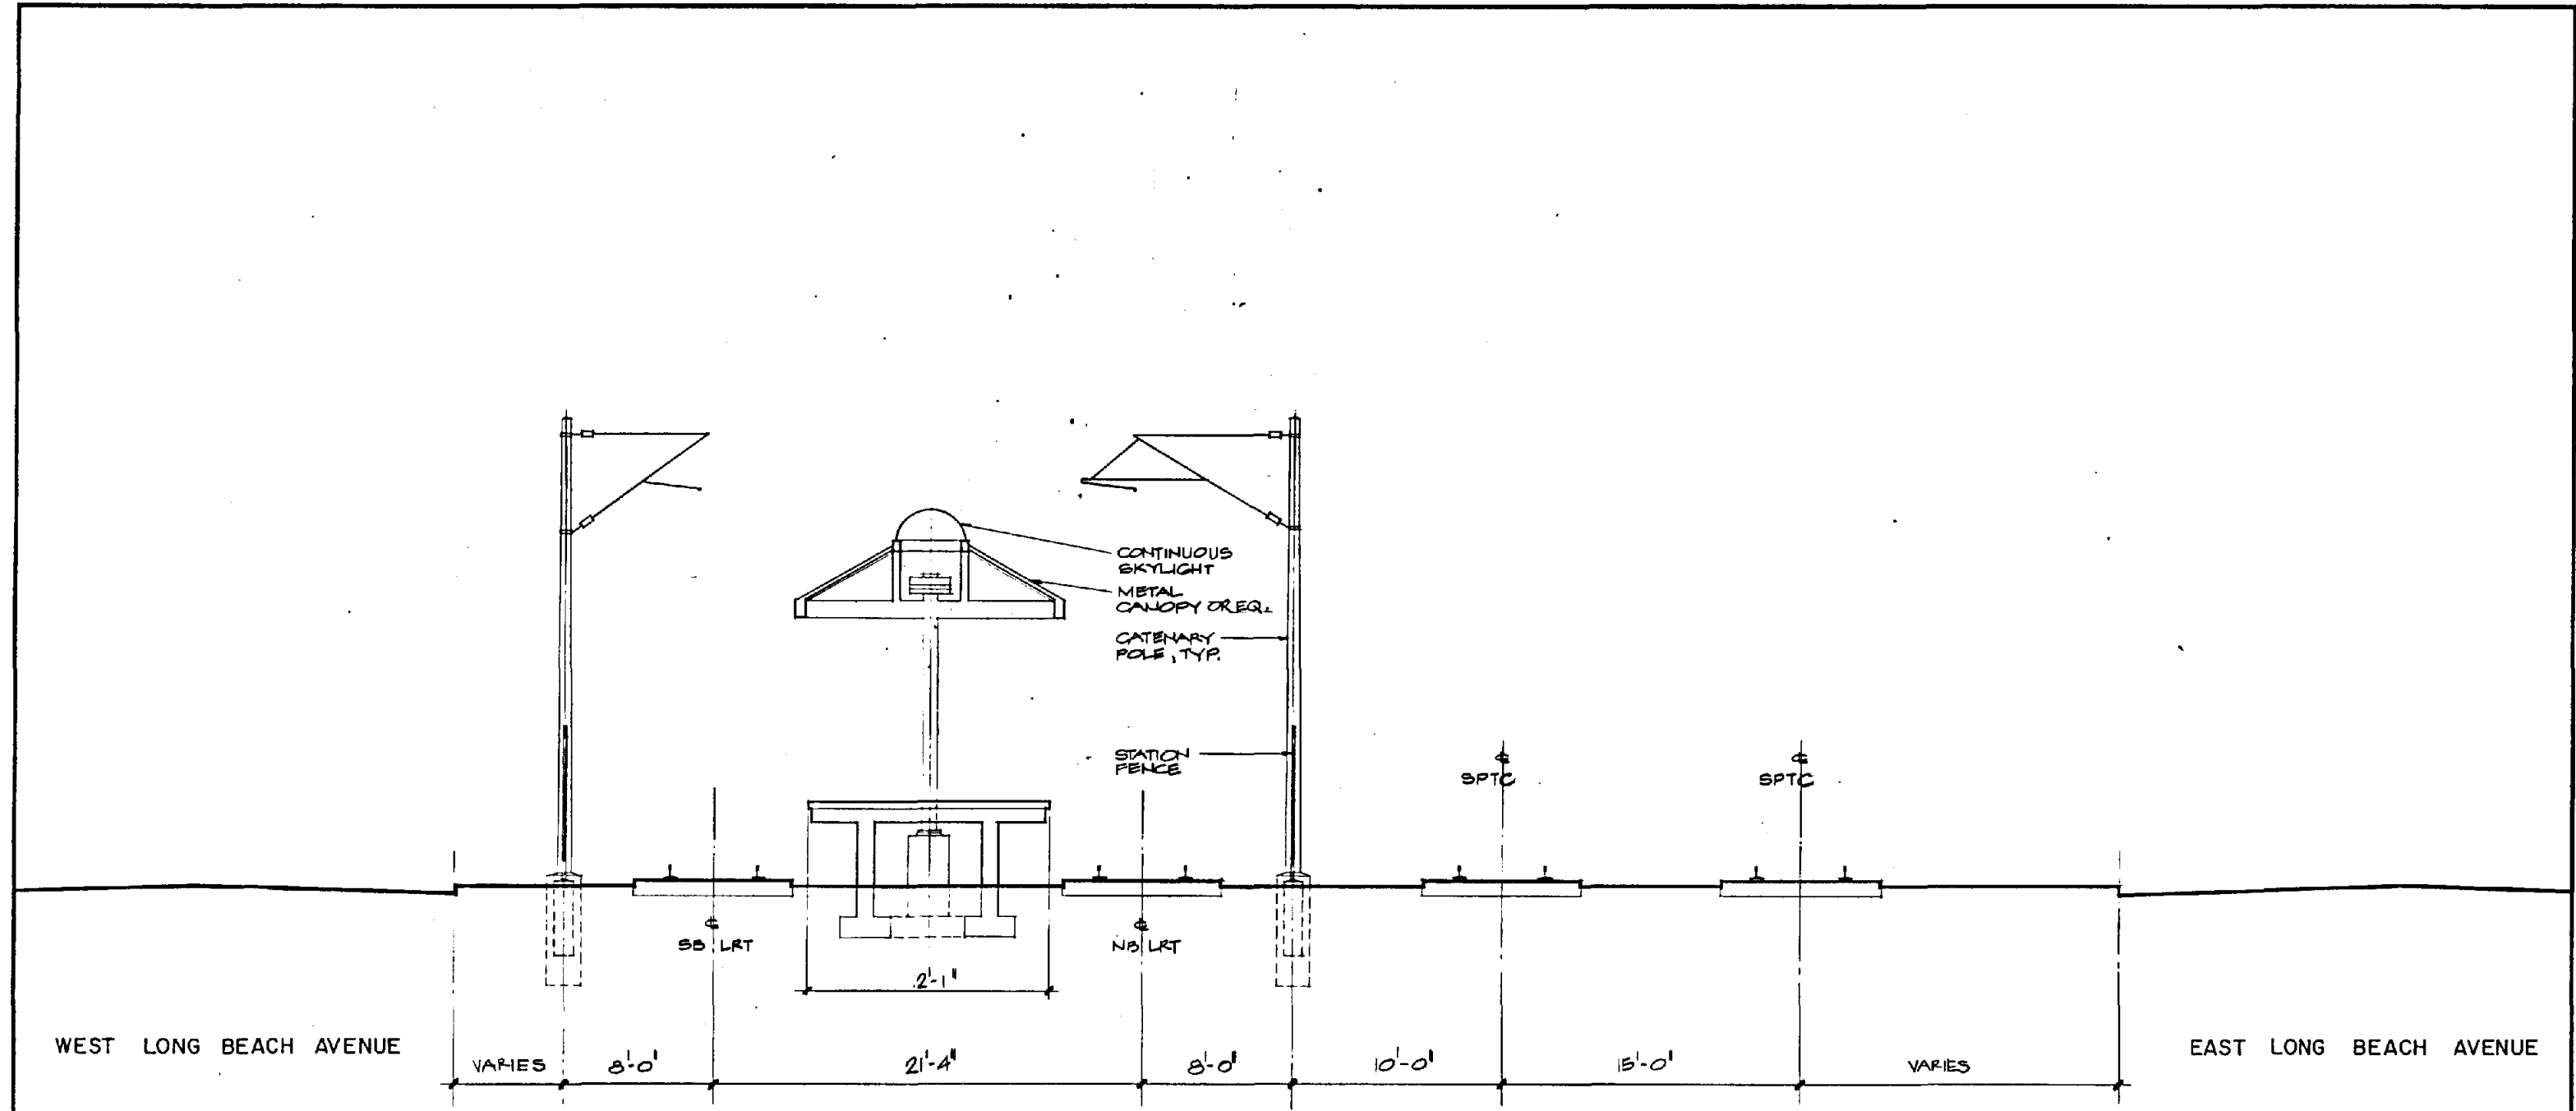 CONTINUOUS
SKYLIGHT
METAL
CANOPY OR EQ.
CATENARY
POLE, TYP.
STATION
FENCE
℄
SPTC
℄
SPTC
℄
SB LRT
℄
NB LRT
2'-1"
WEST LONG BEACH AVENUE
EAST LONG BEACH AVENUE
VARIES
8'-0"
21'-4"
8'-0"
10'-0"
15'-0"
VARIES